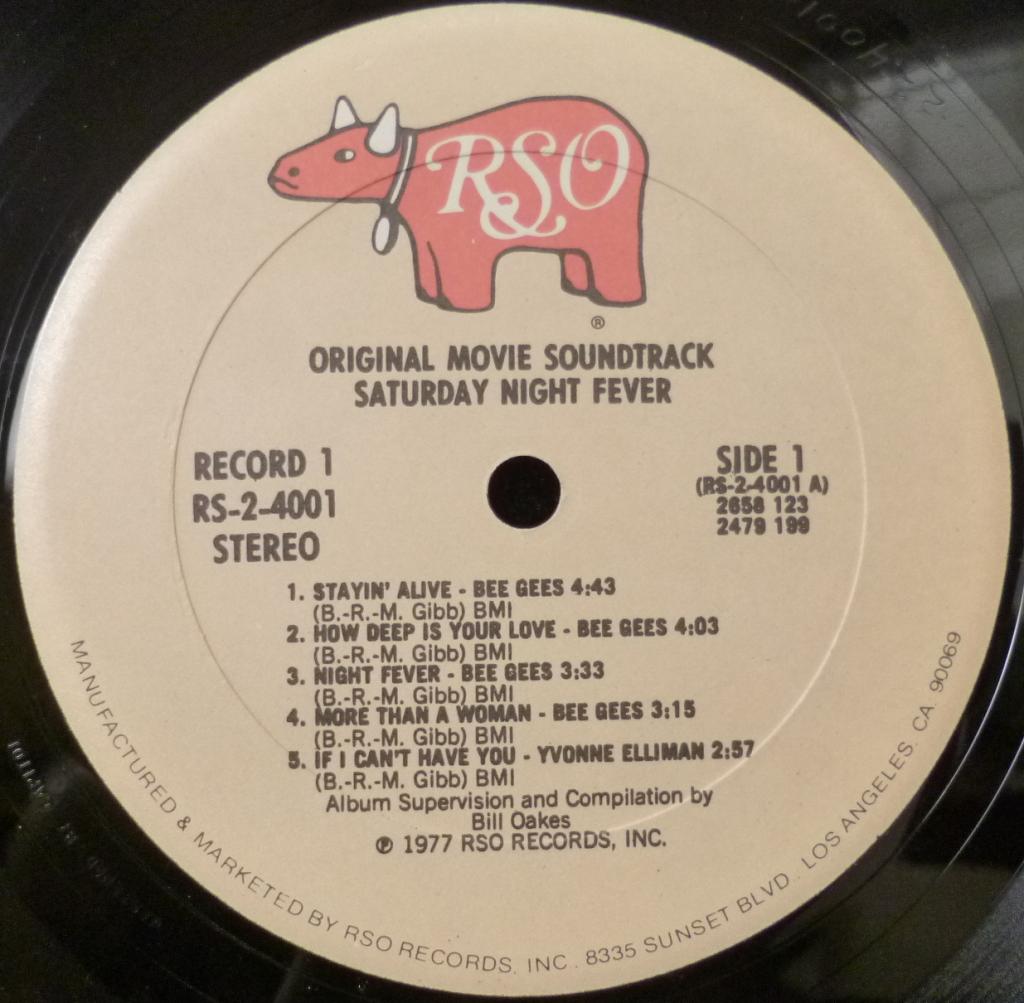 RSO
®
ORIGINAL MOVIE SOUNDTRACK
SATURDAY NIGHT FEVER
RECORD 1
RS-2-4001
STEREO
SIDE 1
(RS-2-4001 A)
2658 123
2479 199
1. STAYIN' ALIVE - BEE GEES 4:43
(B.-R.-M. Gibb) BMI
2. HOW DEEP IS YOUR LOVE - BEE GEES 4:03
(B.-R.-M. Gibb) BMI
3. NIGHT FEVER - BEE GEES 3:33
(B.-R.-M. Gibb) BMI
4. MORE THAN A WOMAN - BEE GEES 3:15
(B.-R.-M. Gibb) BMI
5. IF I CAN'T HAVE YOU - YVONNE ELLIMAN 2:57
(B.-R.-M. Gibb) BMI
Album Supervision and Compilation by
Bill Oakes
℗ 1977 RSO RECORDS, INC.
MANUFACTURED & MARKETED BY RSO RECORDS, INC. 8335 SUNSET BLVD. LOS ANGELES. CA. 90069